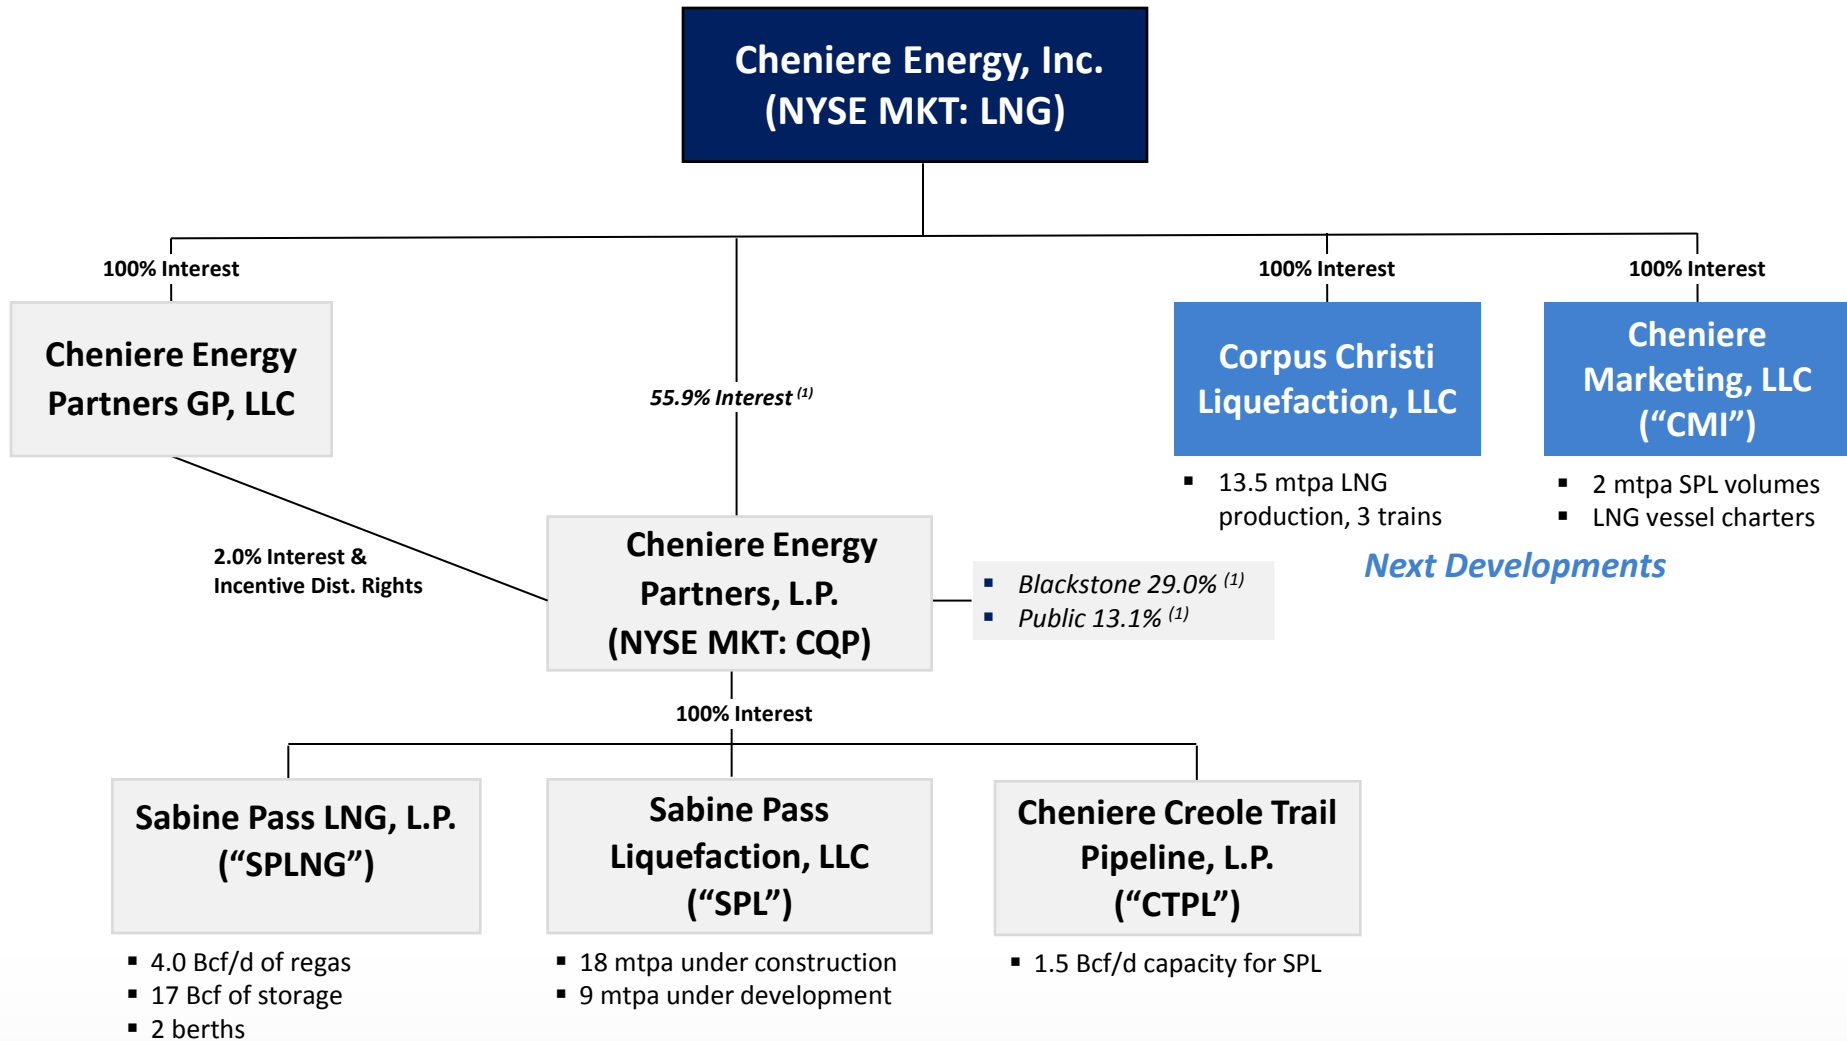 Cheniere Energy, Inc.
(NYSE MKT: LNG)
100% Interest
100% Interest
100% Interest
Cheniere Energy
Partners GP, LLC
55.9% Interest (1)
Corpus Christi
Liquefaction, LLC
▪ 13.5 mtpa LNG
production, 3 trains
Cheniere
Marketing, LLC
(“CMI”)
▪ 2 mtpa SPL volumes
▪ LNG vessel charters
Next Developments
2.0% Interest &
Incentive Dist. Rights
Cheniere Energy
Partners, L.P.
(NYSE MKT: CQP)
▪ Blackstone 29.0% (1)
▪ Public 13.1% (1)
100% Interest
Sabine Pass LNG, L.P.
(“SPLNG”)
▪ 4.0 Bcf/d of regas
▪ 17 Bcf of storage
▪ 2 berths
Sabine Pass
Liquefaction, LLC
(“SPL”)
▪ 18 mtpa under construction
▪ 9 mtpa under development
Cheniere Creole Trail
Pipeline, L.P.
(“CTPL”)
▪ 1.5 Bcf/d capacity for SPL